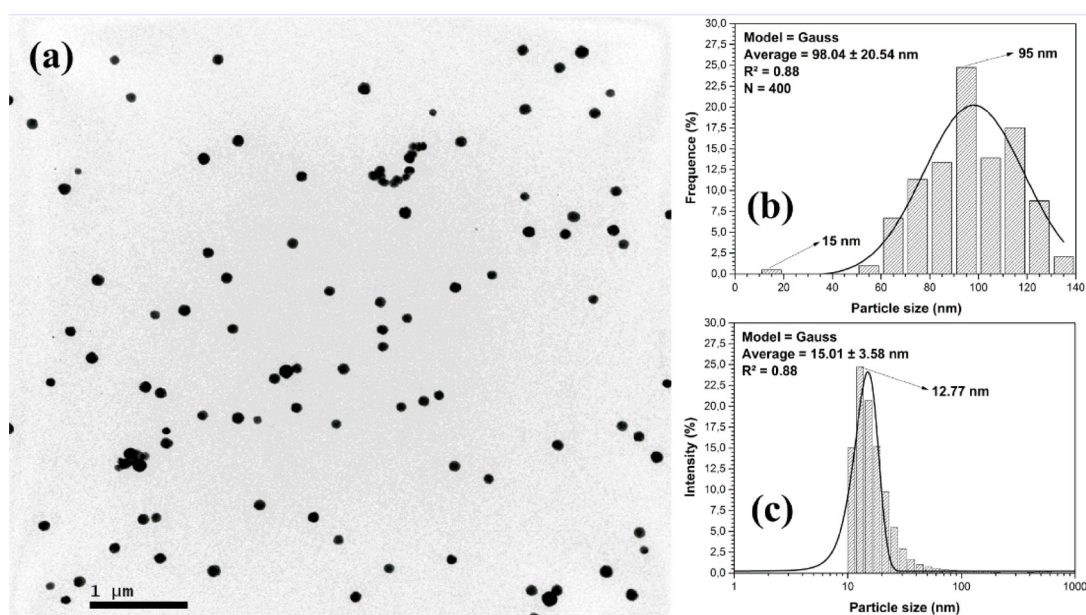 (a)
1 µm
30,0
27,5
25,0
22,5
20,0
17,5
15,0
12,5
10,0
7,5
5,0
2,5
0,0
Frequence (%)
Model = Gauss
Average = 98.04 ± 20.54 nm
R² = 0.88
N = 400
95 nm
15 nm
(b)
0 20 40 60 80 100 120 140
Particle size (nm)
30,0
27,5
25,0
22,5
20,0
17,5
15,0
12,5
10,0
7,5
5,0
2,5
0,0
Intensity (%)
Model = Gauss
Average = 15.01 ± 3.58 nm
R² = 0.88
12.77 nm
(c)
1 10 100 1000
Particle size (nm)